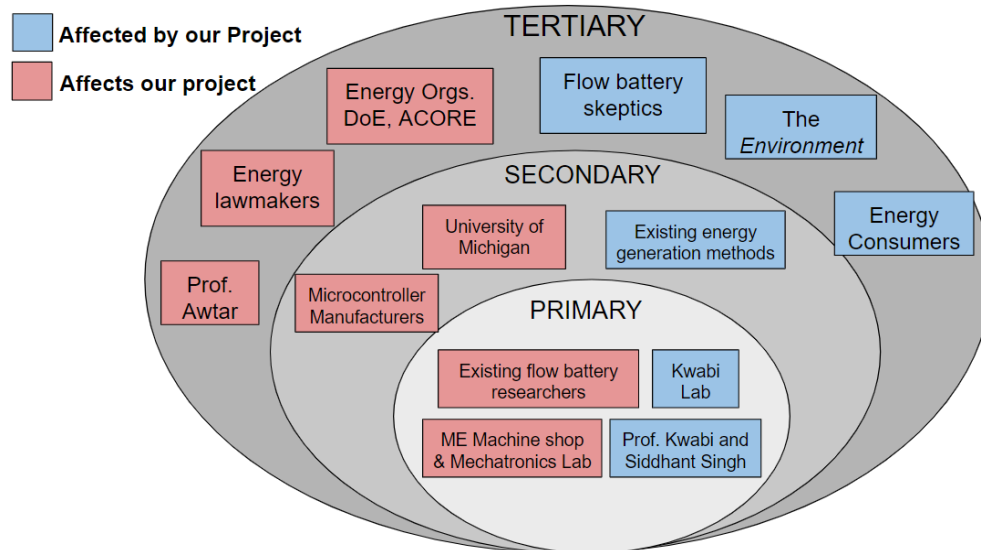 Affected by our Project
Affects our project
TERTIARY
Energy Orgs.
DoE, ACORE
Flow battery
skeptics
The
Environment
Energy
lawmakers
SECONDARY
University of
Michigan
Existing energy
generation methods
Energy
Consumers
Prof.
Awtar
Microcontroller
Manufacturers
PRIMARY
Existing flow battery
researchers
Kwabi
Lab
ME Machine shop
& Mechatronics Lab
Prof. Kwabi and
Siddhant Singh